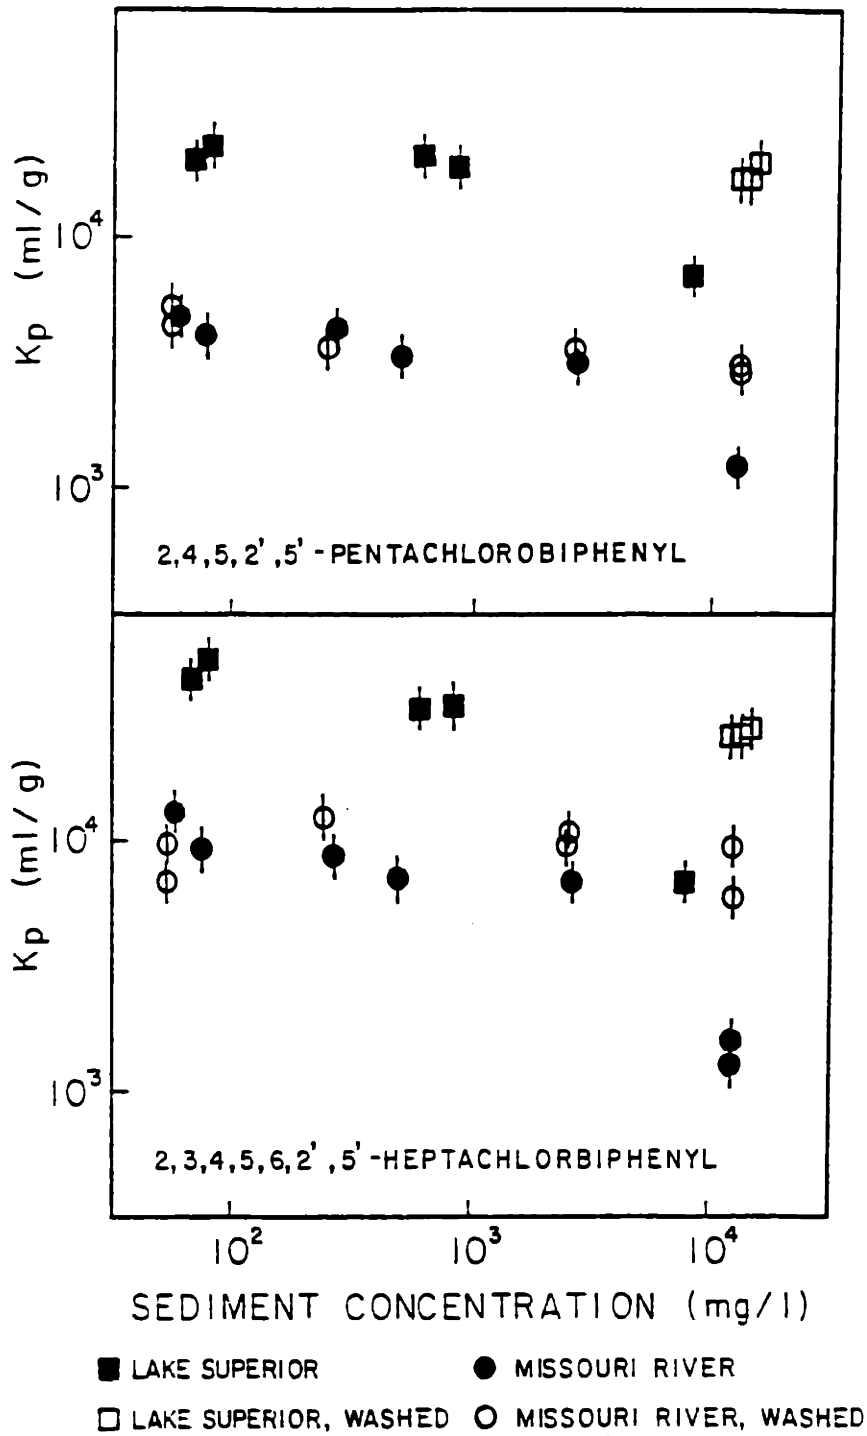 Kp (ml/g)
10⁴
10³
2,4,5,2',5'-PENTACHLOROBIPHENYL
Kp (ml/g)
10⁴
10³
2,3,4,5,6,2',5'-HEPTACHLORBIPHENYL
10² 10³ 10⁴
SEDIMENT CONCENTRATION (mg/l)
LAKE SUPERIOR MISSOURI RIVER
LAKE SUPERIOR, WASHED MISSOURI RIVER, WASHED